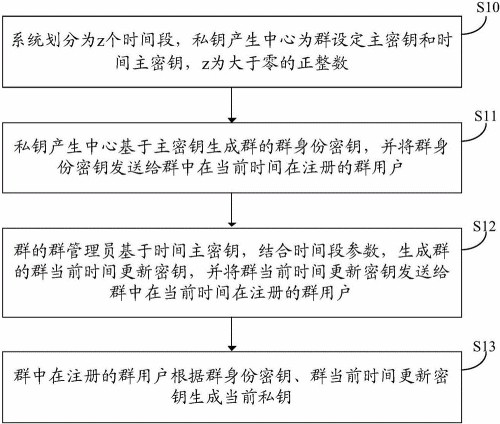 S10
系统划分为z个时间段，私钥产生中心为群设定主密钥和时
间主密钥，z为大于零的正整数
S11
私钥产生中心基于主密钥生成群的群身份密钥，并将群身
份密钥发送给群中在当前时间在注册的群用户
S12
群的群管理员基于时间主密钥，结合时间段参数，生成群
的群当前时间更新密钥，并将群当前时间更新密钥发送给
群中在当前时间在注册的群用户
S13
群中在注册的群用户根据群身份密钥、群当前时间更新密
钥生成当前私钥